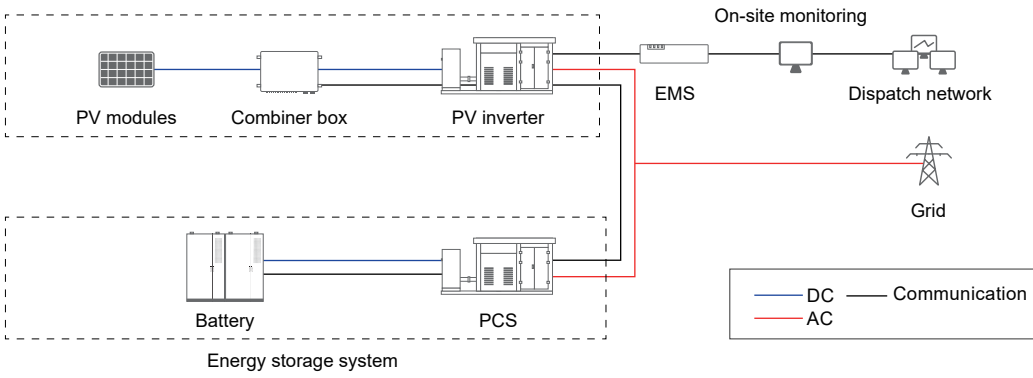 On-site monitoring
PV modules
Combiner box
PV inverter
EMS
Dispatch network
Grid
Battery
PCS
DC
Communication
AC
Energy storage system